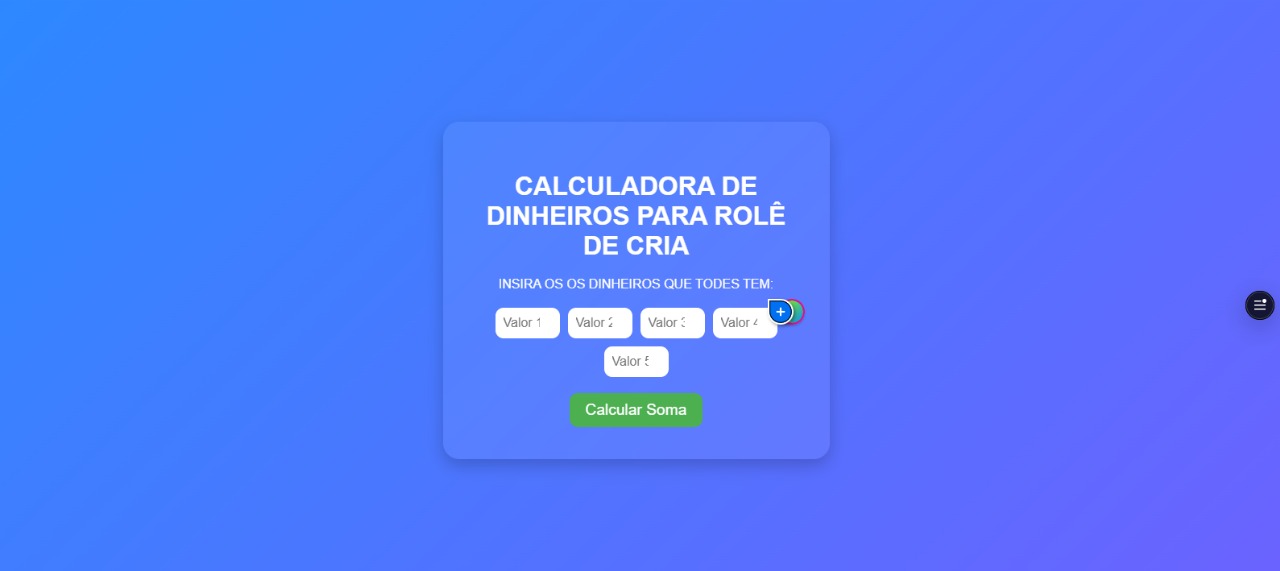 CALCULADORA DE
DINHEIROS PARA ROLÊ
DE CRIA
INSIRA OS OS DINHEIROS QUE TODES TEM:
Valor 1 Valor 2 Valor 3 Valor 4
Valor 5
Calcular Soma